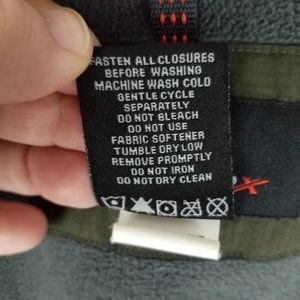 FASTEN ALL CLOSURES
BEFORE WASHING
MACHINE WASH COLD
GENTLE CYCLE
SEPARATELY
DO NOT BLEACH
DO NOT USE
FABRIC SOFTENER
TUMBLE DRY LOW
REMOVE PROMPTLY
DO NOT IRON
DO NOT DRY CLEAN
X